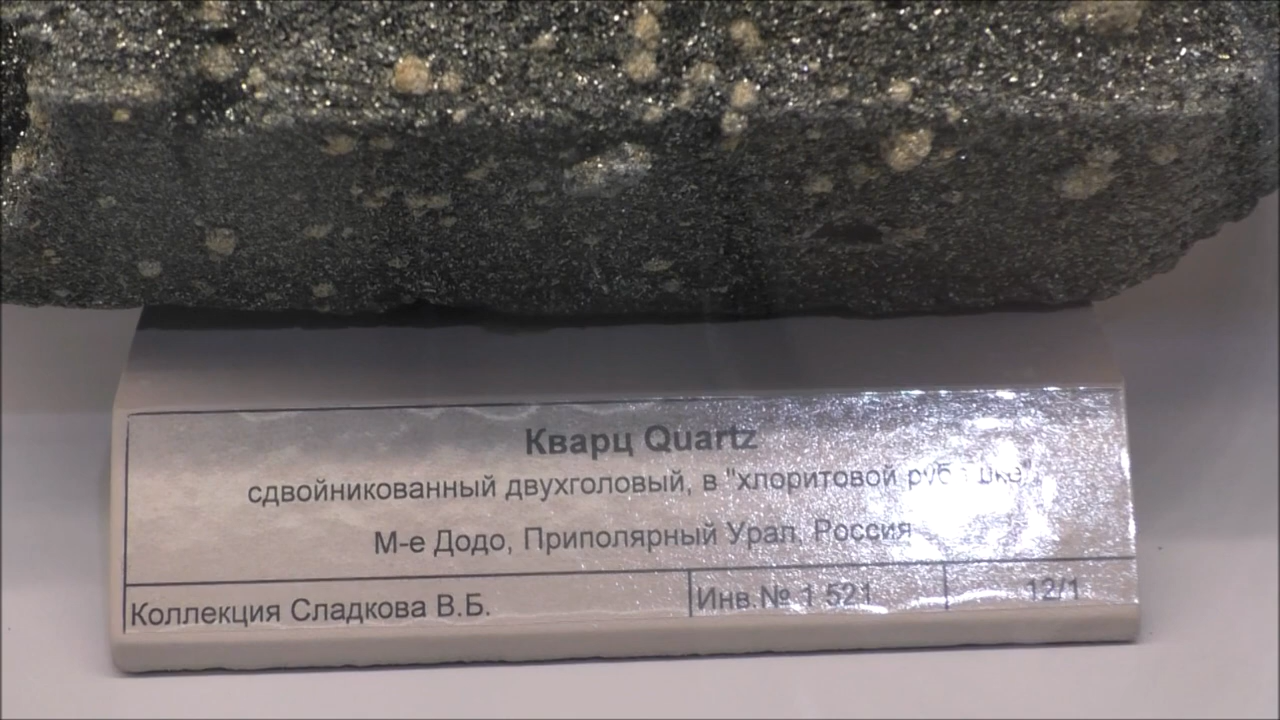 Кварц Quartz
сдвойникованный двухголовый, в "хлоритовой
М-е Додо, Приполярный Урал, Россия
Коллекция Сладкова В.Б.
Инв.№ 1 521
12/1